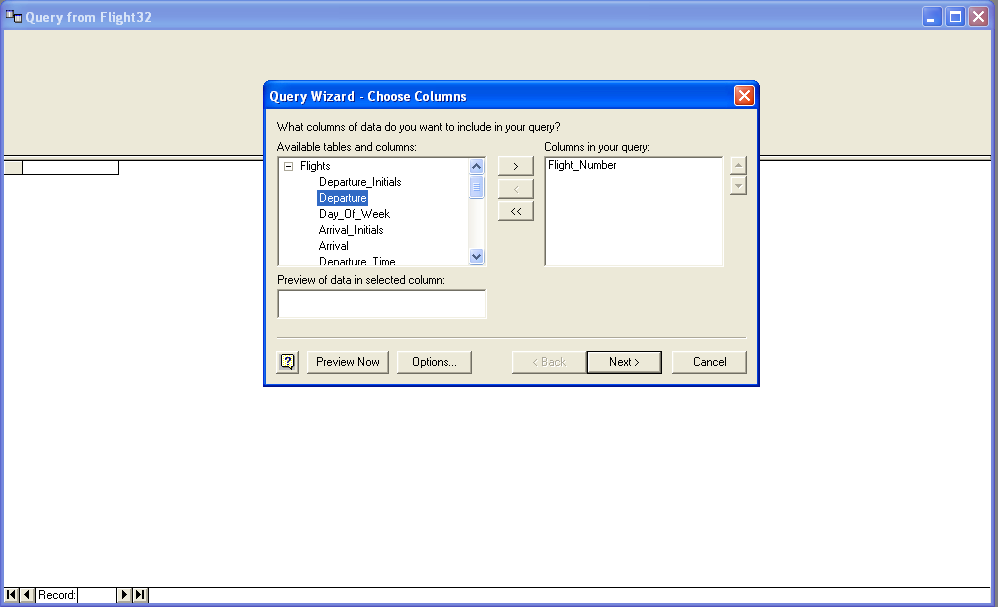 Query from Flight32
Query Wizard - Choose Columns
What columns of data do you want to include in your query?
Available tables and columns:
Columns in your query:
Flights
Departure_Initials
Departure
Day_Of_Week
Arrival_Initials
Arrival
Departure_Time
>
<
<<
Flight_Number
Preview of data in selected column:
?
Preview Now
Options...
< Back
Next >
Cancel
Record: